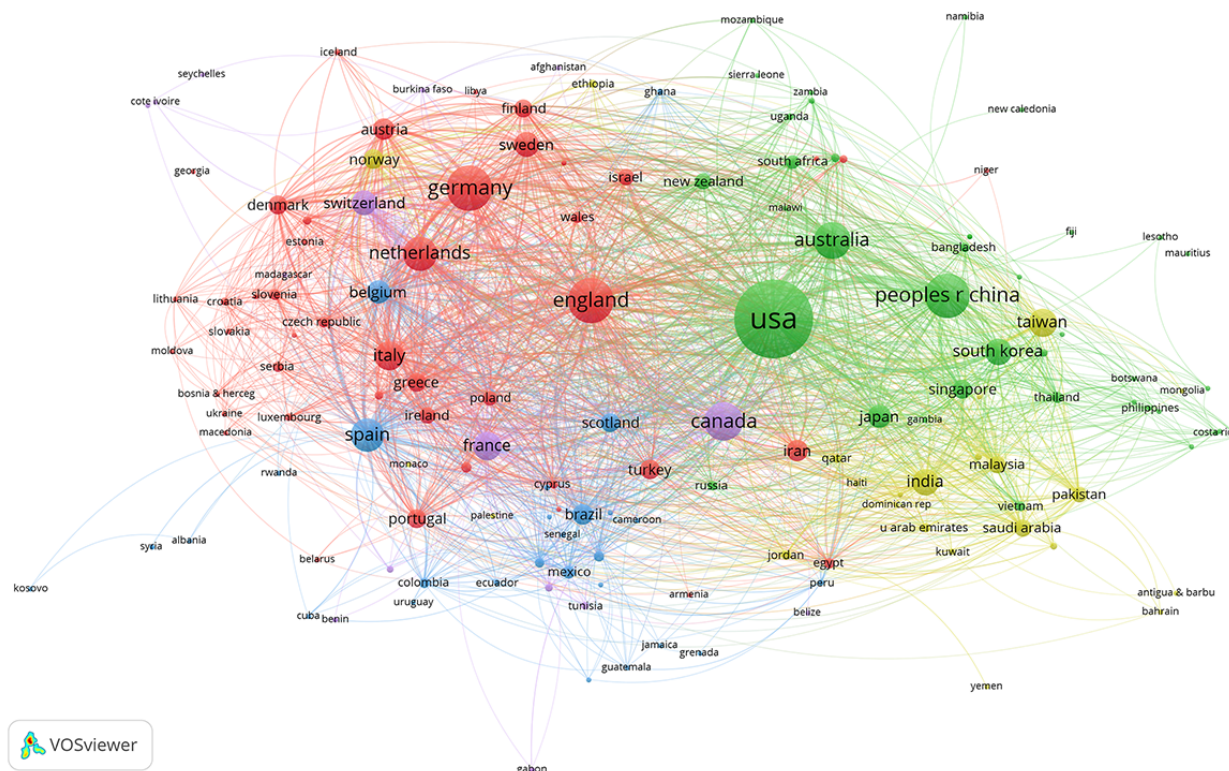 mozambique
namibia
iceland
seychelles
afghanistan
sierra leone
burkina faso
libya
ethiopia
ghana
zambia
cote ivoire
finland
uganda
new caledonia
austria
sweden
norway
south africa
georgia
germany
israel
new zealand
niger
denmark
switzerland
wales
malawi
estonia
australia
bangladesh
fiji
lesotho
mauritius
netherlands
madagascar
belgium
lithuania
croatia
slovenia
england
peoples r china
usa
taiwan
slovakia
czech republic
moldova
italy
south korea
serbia
greece
botswana
mongolia
bosnia & herceg
poland
singapore
thailand
philippines
ukraine
luxembourg
ireland
scotland
canada
japan
gambia
macedonia
spain
france
costa ri
monaco
turkey
iran
qatar
malaysia
rwanda
cyprus
russia
haiti
india
pakistan
dominican rep
vietnam
portugal
palestine
brazil
cameroon
u arab emirates
saudi arabia
senegal
syria
albania
belarus
jordan
egypt
kuwait
kosovo
colombia
ecuador
mexico
peru
uruguay
armenia
antigua & barbu
cuba
benin
tunisia
belize
bahrain
jamaica
grenada
guatemala
yemen
VOSviewer
gabon